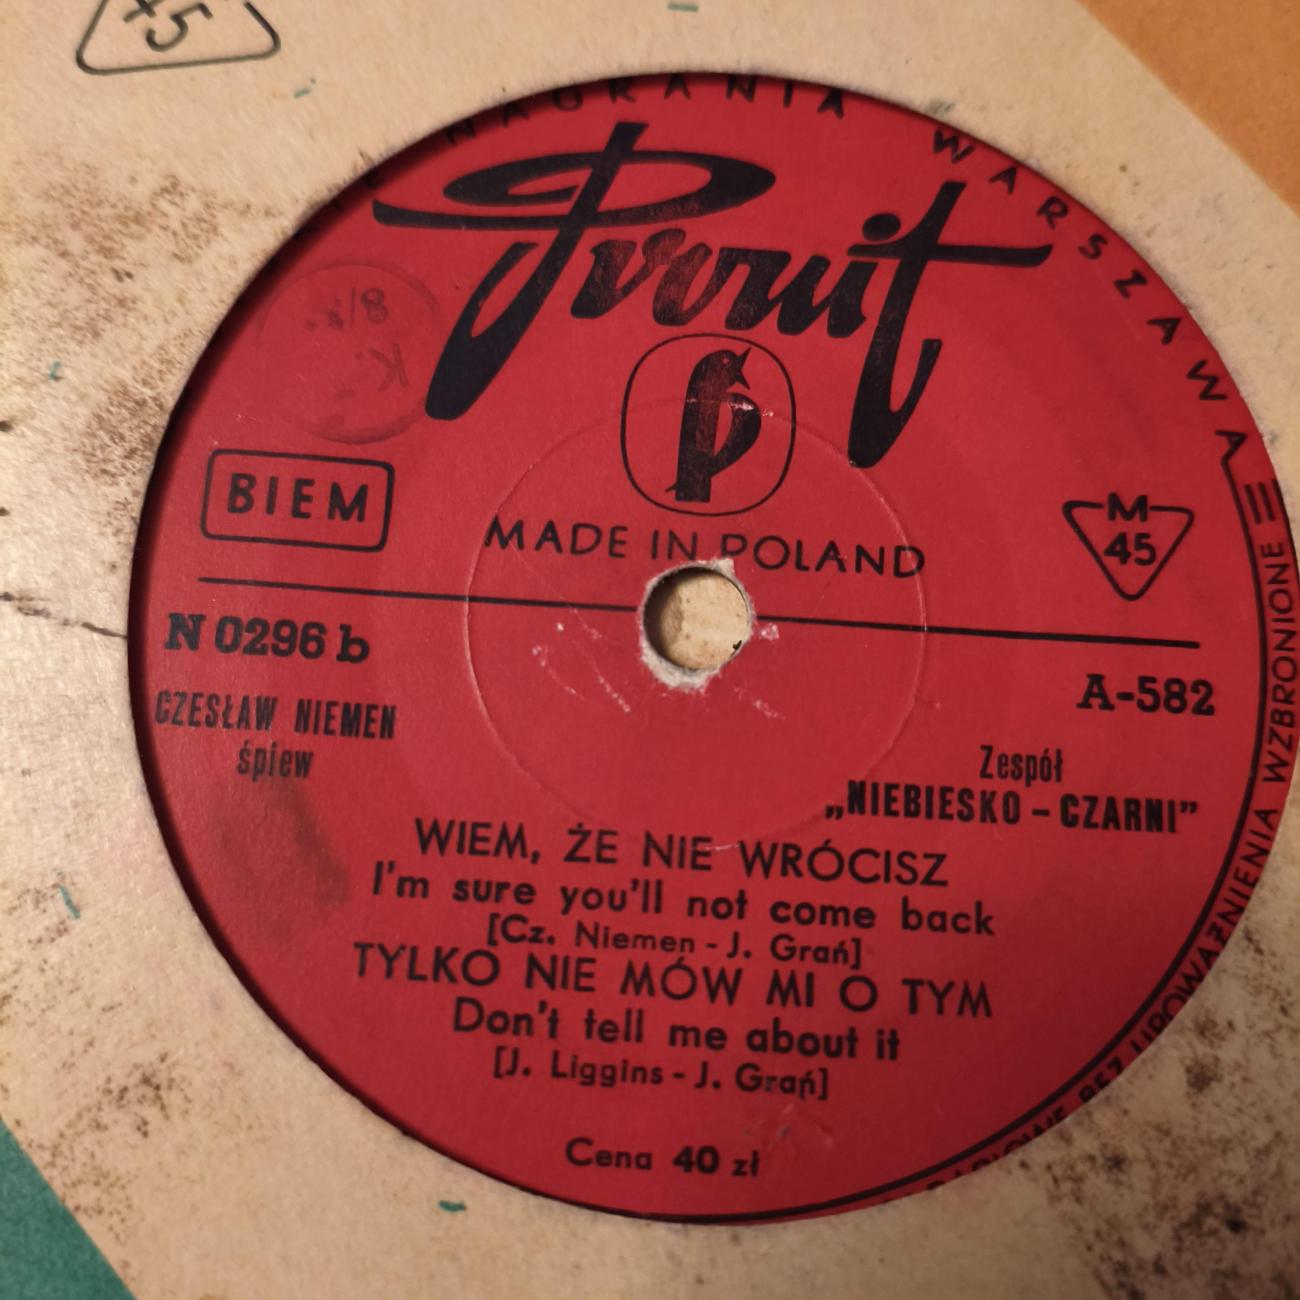 45
NAGRANIA WARSZAWA
Pronit
BIEM
MADE IN POLAND
M
45
N 0296 b
A-582
CZESŁAW NIEMEN
śpiew
Zespół
„NIEBIESKO – CZARNI”
WIEM, ŻE NIE WRÓCISZ
I'm sure you'll not come back
[Cz. Niemen - J. Grań]
TYLKO NIE MÓW MI O TYM
Don't tell me about it
[J. Liggins - J. Grań]
Cena 40 zł
BEZ UPOWAŻNIENIA WZBRONIONE